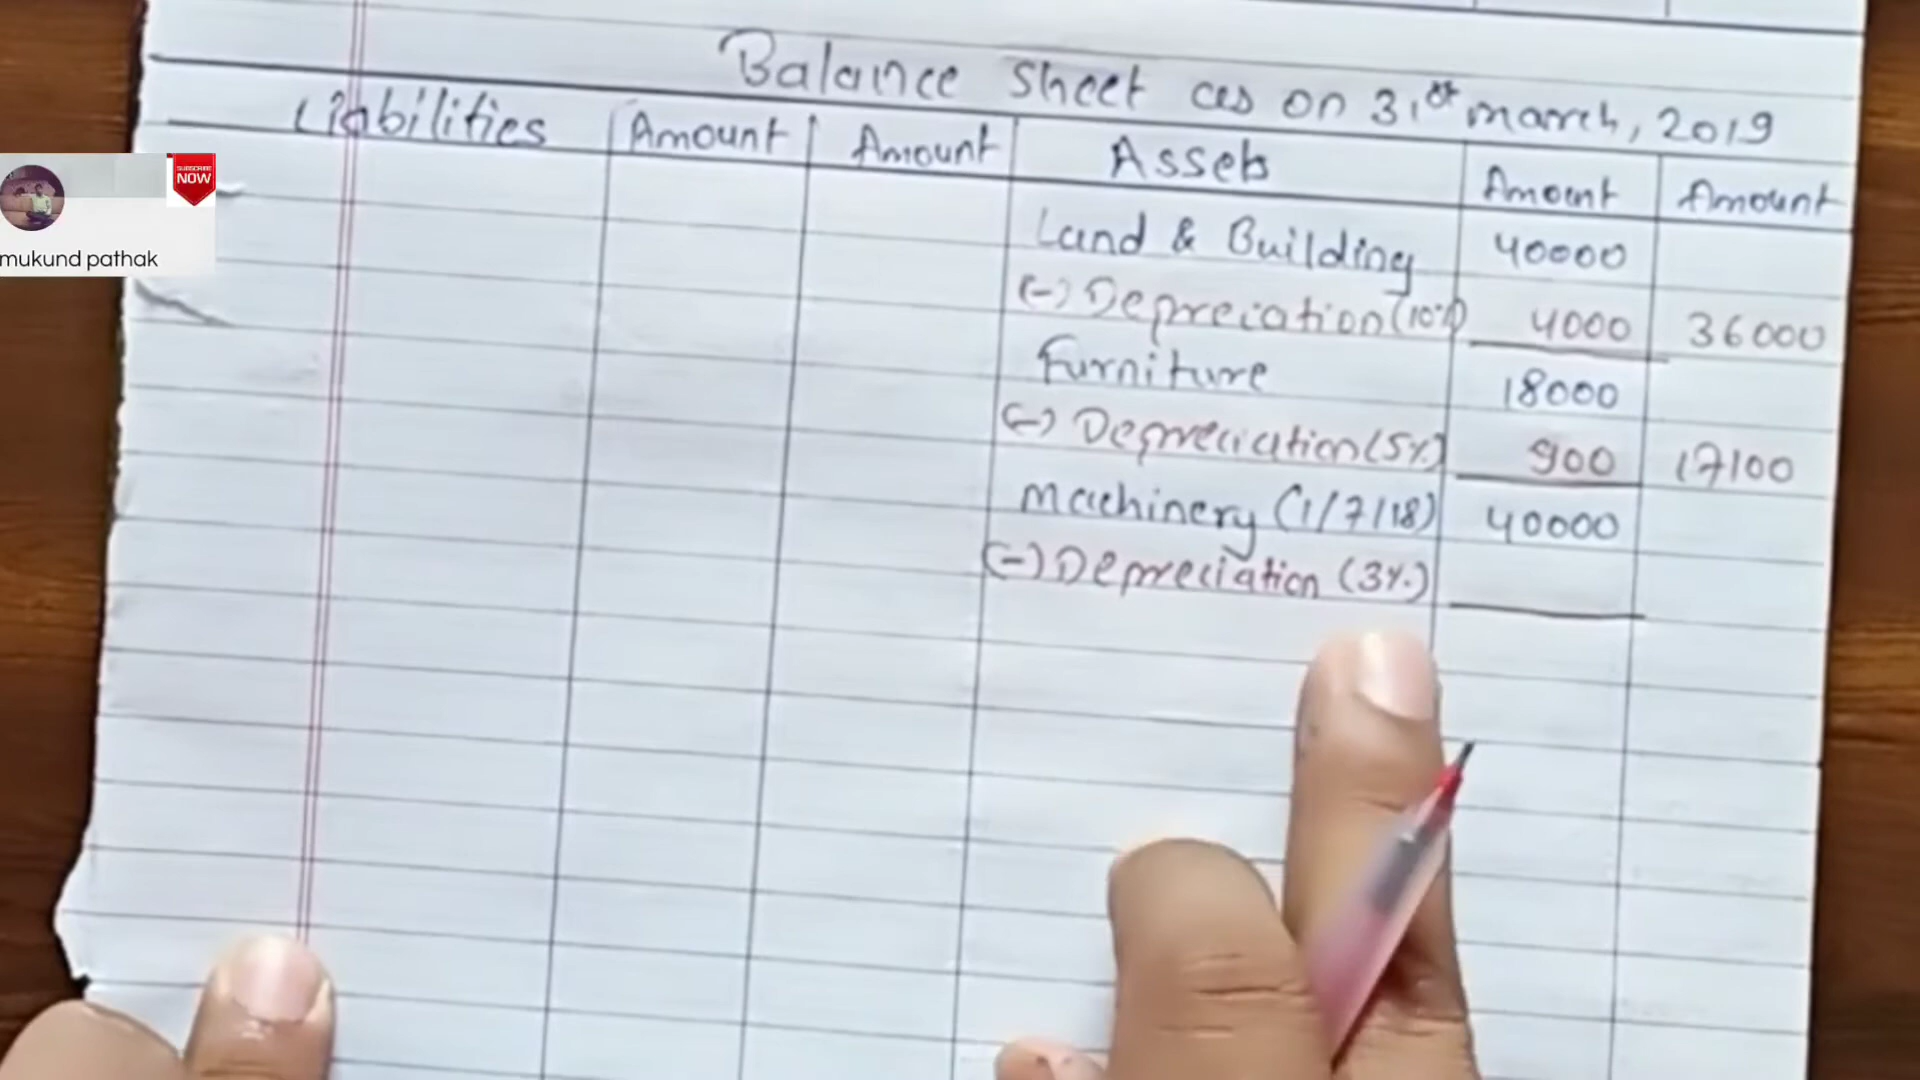 Balance Sheet as on 31st march, 2019
Liabilities Amount Amount Assets Amount Amount
SUBSCRIBE
NOW
mukund pathak
Land & Building 40000
(-) Depreciation (10%) 4000 36000
Furniture 18000
(-) Depreciation (5%) 900 17100
Machinery (1/7/18) 40000
(-) Depreciation (3%)